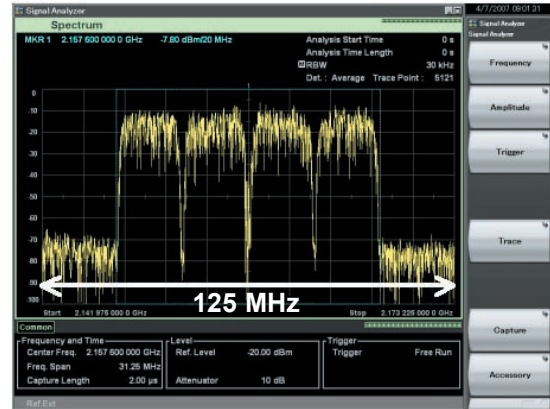 Signal Analyzer
4/7/2007 09:01:31
Spectrum
Signal Analyzer
Signal Analyzer
MKR 1 2.157 600 000 0 GHz -7.80 dBm/20 MHz
Analysis Start Time 0 s
Analysis Time Length 0 s
RBW 30 kHz
Det. : Average Trace Point : 5121
Frequency
Amplitude
Trigger
Trace
Capture
Accessory
0
-10
-20
-30
-40
-50
-60
-70
-80
-90
-100
125 MHz
Start 2.141 975 000 0 GHz
Stop 2.173 225 000 0 GHz
Common
Frequency and Time
Level
Trigger
Center Freq. 2.157 600 000 GHz
Ref. Level -20.00 dBm
Trigger Free Run
Freq. Span 31.25 MHz
Capture Length 2.00 µs
Attenuator 10 dB
Ref.Ext